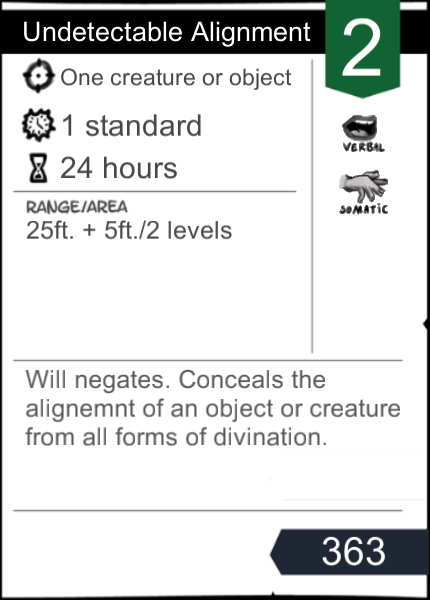 Undetectable Alignment
2
One creature or object
1 standard
24 hours
VERBAL
SOMATIC
RANGE/AREA
25ft. + 5ft./2 levels
Will negates. Conceals the
alignemnt of an object or creature
from all forms of divination.
363